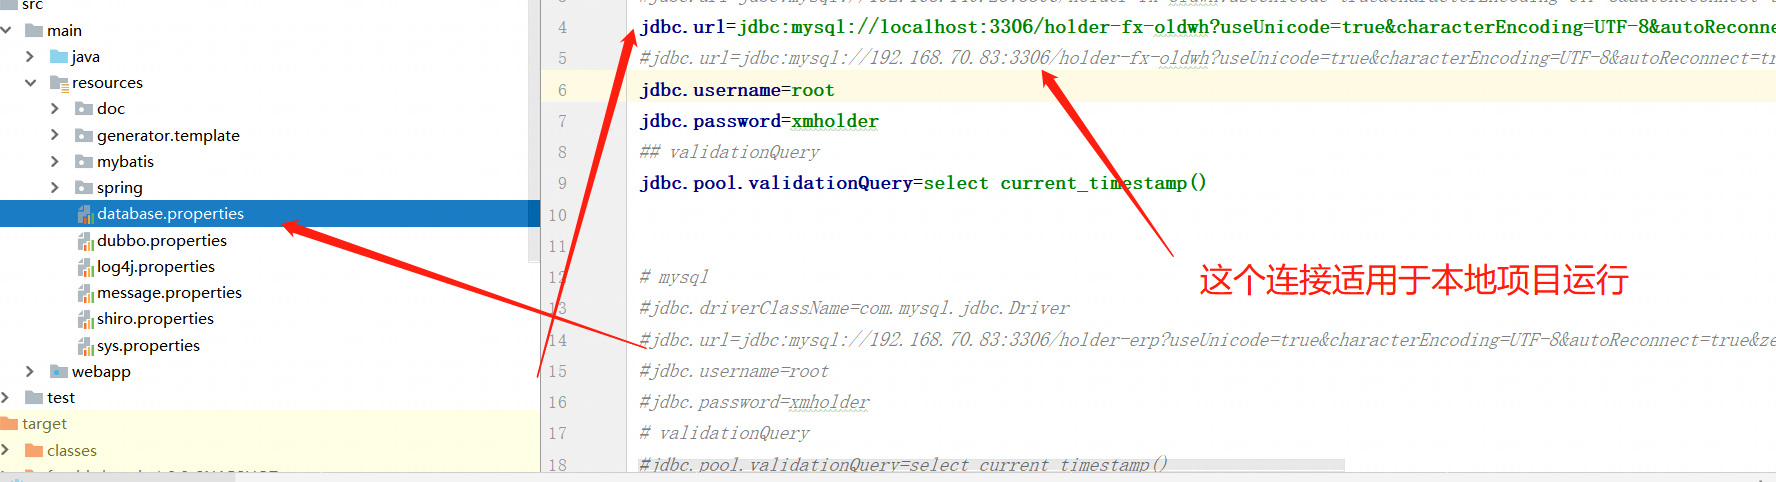 src
main
java
resources
doc
generator.template
mybatis
spring
database.properties
dubbo.properties
log4j.properties
message.properties
shiro.properties
sys.properties
webapp
test
target
classes
4 jdbc.url=jdbc:mysql://localhost:3306/holder-fx-oldwh?useUnicode=true&characterEncoding=UTF-8&autoReconne
5 #jdbc.url=jdbc:mysql://192.168.70.83:3306/holder-fx-oldwh?useUnicode=true&characterEncoding=UTF-8&autoReconnect=tr
6 jdbc.username=root
7 jdbc.password=xmholder
8 ## validationQuery
9 jdbc.pool.validationQuery=select current_timestamp()
10
11
12 # mysql
13 #jdbc.driverClassName=com.mysql.jdbc.Driver
14 #jdbc.url=jdbc:mysql://192.168.70.83:3306/holder-erp?useUnicode=true&characterEncoding=UTF-8&autoReconnect=true&ze
15 #jdbc.username=root
16 #jdbc.password=xmholder
17 # validationQuery
18 #jdbc.pool.validationQuery=select current_timestamp()
这个连接适用于本地项目运行